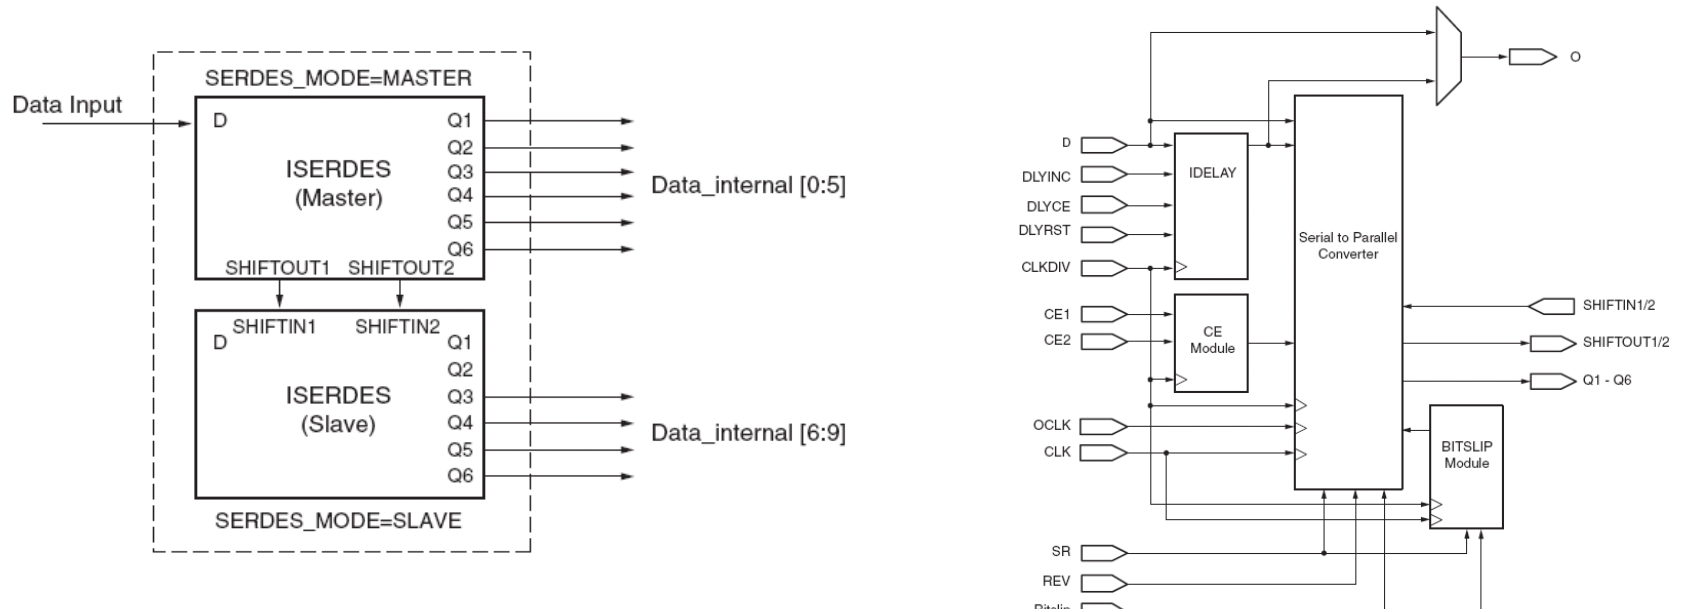 SERDES_MODE=MASTER
Data Input
D
Q1
Q2
ISERDES
Q3
(Master)
Q4
Q5
Q6
Data_internal [0:5]
SHIFTOUT1 SHIFTOUT2
SHIFTIN1 SHIFTIN2
D
Q1
Q2
ISERDES
Q3
(Slave)
Q4
Q5
Q6
Data_internal [6:9]
SERDES_MODE=SLAVE
O
D
DLYINC
DLYCE
DLYRST
CLKDIV
IDELAY
CE1
CE2
CE
Module
Serial to Parallel
Converter
SHIFTIN1/2
SHIFTOUT1/2
Q1 - Q6
OCLK
CLK
BITSLIP
Module
SR
REV
Bitslip